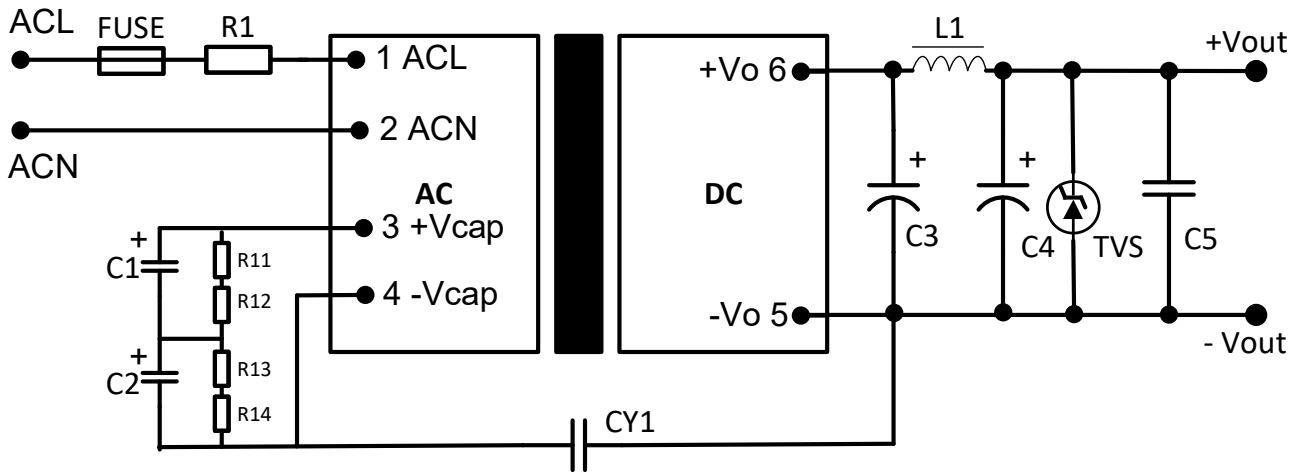 ACL
FUSE
R1
L1
+Vout
1 ACL
+Vo 6
2 ACN
ACN
AC
DC
+
+
3 +Vcap
C3
C4
TVS
C5
+
C1
R11
R12
4 -Vcap
-Vo 5
- Vout
+
C2
R13
R14
CY1